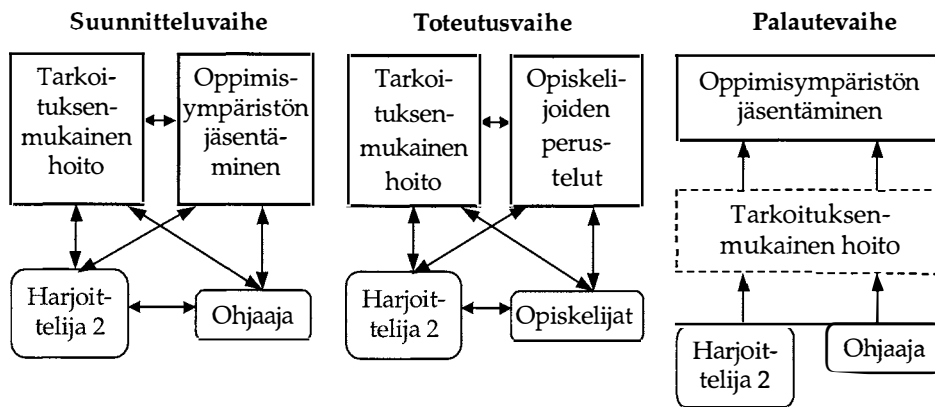 Suunnitteluvaihe
Tarkoi-
tuksen-
mukainen
hoito
Oppimis-
ympäristön
jäsentä-
minen
Harjoit-
telija 2
Ohjaaja
Toteutusvaihe
Tarkoi-
tuksen-
mukainen
hoito
Opiskeli-
joiden
perus-
telut
Harjoit-
telija 2
Opiskelijat
Palautevaihe
Oppimisympäristön
jäsentäminen
Tarkoituksen-
mukainen hoito
Harjoit-
telija 2
Ohjaaja